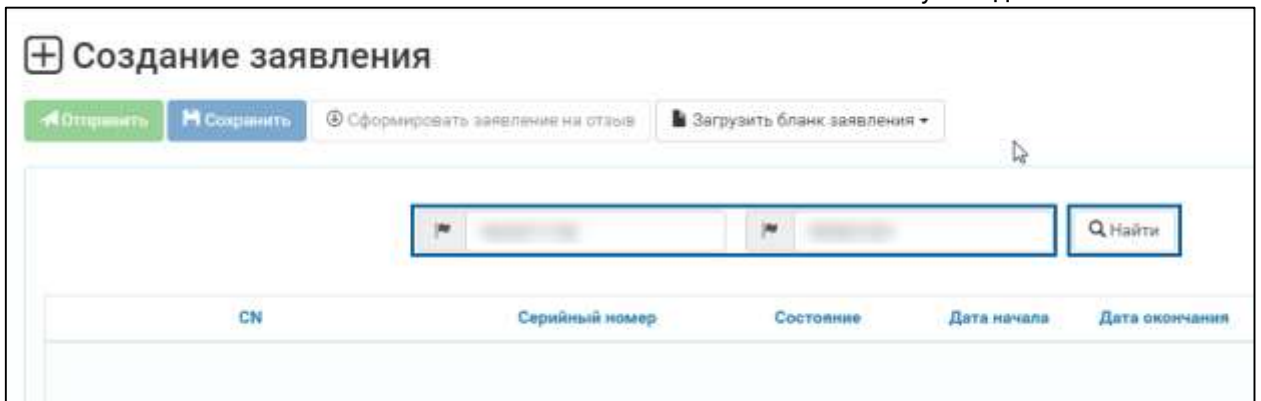 Создание заявления
Отправить Сохранить Сформировать заявление на отзыв Загрузить бланк заявления
Найти
CN Серийный номер Состояние Дата начала Дата окончания